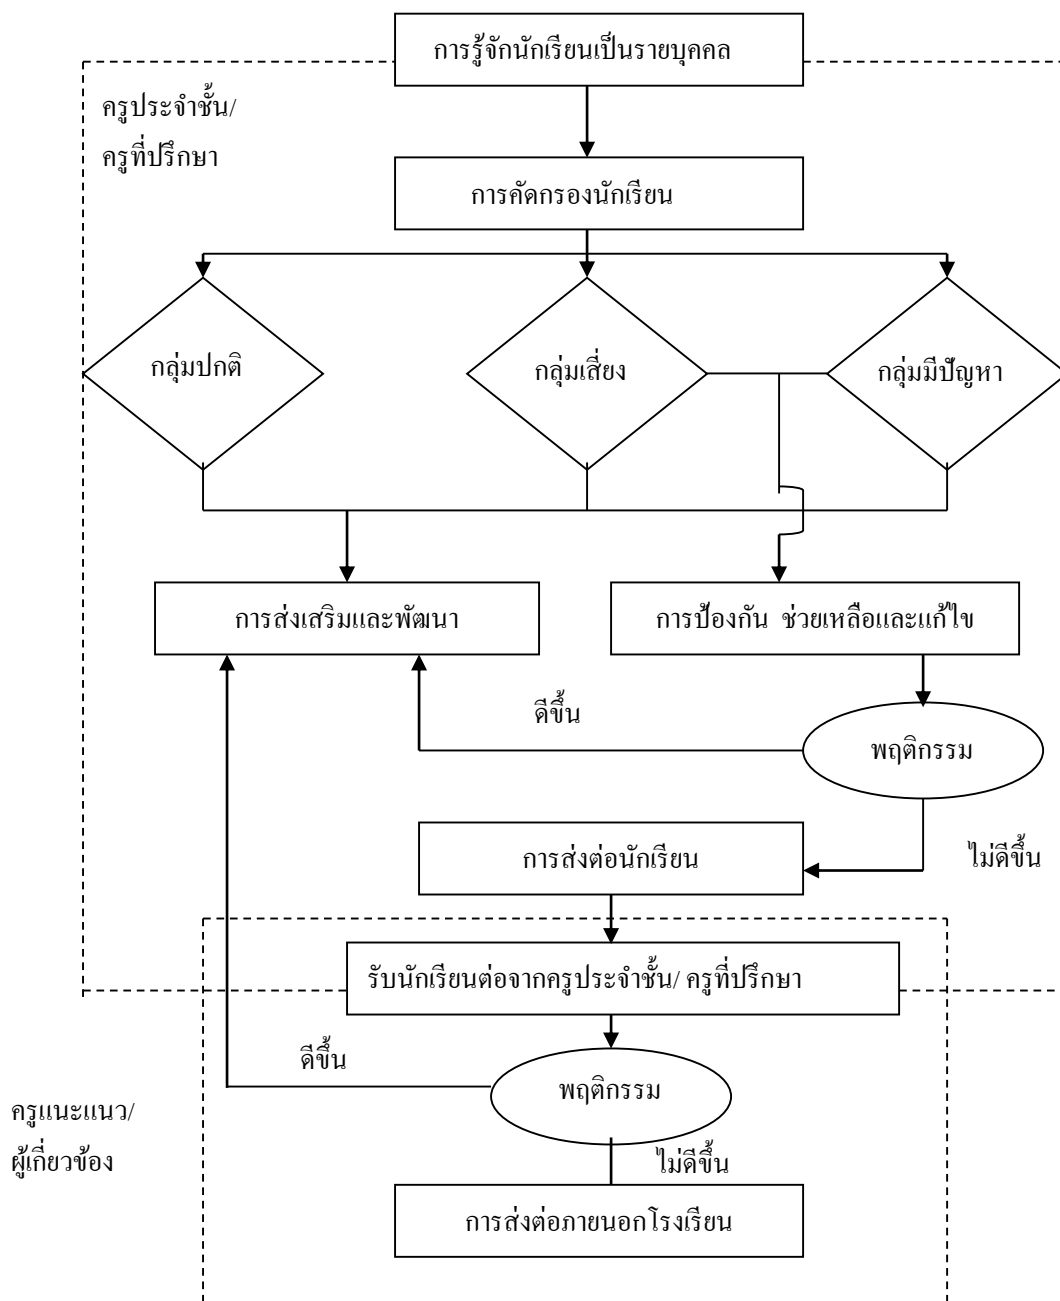 การรู้จักนักเรียนเป็นรายบุคคล
ครูประจำชั้น/
ครูที่ปรึกษา
การคัดกรองนักเรียน
กลุ่มปกติ
กลุ่มเสี่ยง
กลุ่มมีปัญหา
การส่งเสริมและพัฒนา
การป้องกัน ช่วยเหลือและแก้ไข
ดีขึ้น
พฤติกรรม
การส่งต่อนักเรียน
ไม่ดีขึ้น
รับนักเรียนต่อจากครูประจำชั้น/ ครูที่ปรึกษา
ดีขึ้น
พฤติกรรม
ครูแนะแนว/
ผู้เกี่ยวข้อง
ไม่ดีขึ้น
การส่งต่อภายนอกโรงเรียน